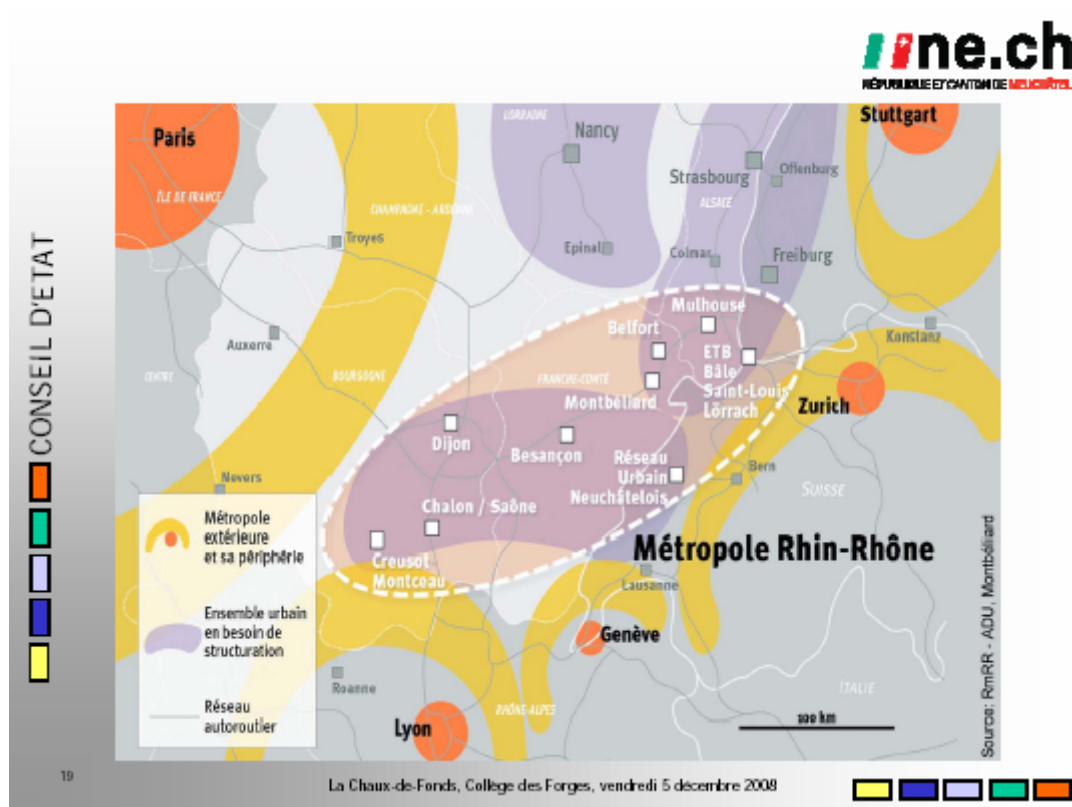 ne.ch
RÉPUBLIQUE ET CANTON DE NEUCHÂTEL
CONSEIL D'ETAT
Paris
ÎLE DE FRANCE
LORRAINE
Nancy
Stuttgart
Strasbourg
Offenburg
ALSACE
CHAMPAGNE - ARDENNE
Troyes
Epinal
Colmar
Freiburg
Mulhouse
Belfort
Konstanz
Auxerre
ETB
Bâle
Saint-Louis
Lörrach
CENTRE
BOURGOGNE
FRANCHE-COMTÉ
Montbéliard
Zurich
Dijon
Besançon
Réseau
Urbain
Neuchâtelois
Bern
Nevers
SUISSE
Chalon / Saône
Creusot
Montceau
Métropole Rhin-Rhône
Lausanne
Genève
Métropole
extérieure
et sa périphérie
Ensemble urbain
en besoin de
structuration
Réseau
autoroutier
Roanne
RHÔNE-ALPES
ITALIE
Lyon
100 km
Source: RmRR - ADU, Montbéliard
19
La Chaux-de-Fonds, Collège des Forges, vendredi 5 décembre 2008